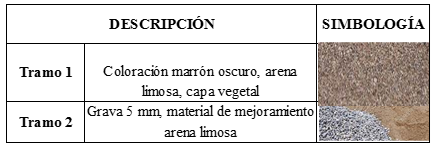 DESCRIPCIÓN SIMBOLOGÍA
Tramo 1 Coloración marrón oscuro, arena
limosa, capa vegetal
Tramo 2 Grava 5 mm, material de mejoramiento
arena limosa